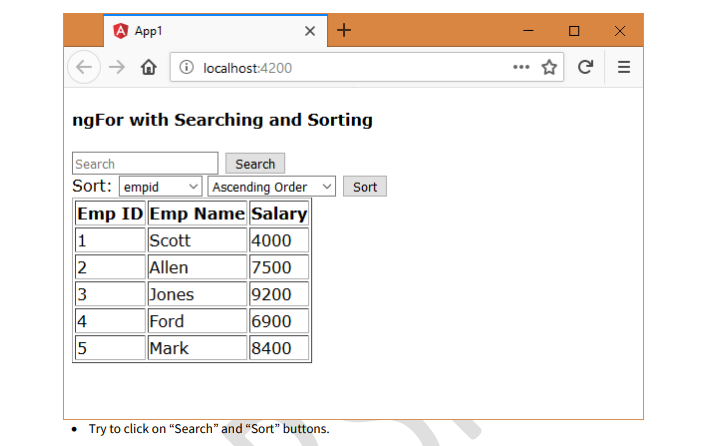 App1
localhost:4200
ngFor with Searching and Sorting
Search Search
Sort: empid Ascending Order Sort
Emp ID Emp Name Salary
1 Scott 4000
2 Allen 7500
3 Jones 9200
4 Ford 6900
5 Mark 8400
• Try to click on “Search” and “Sort” buttons.